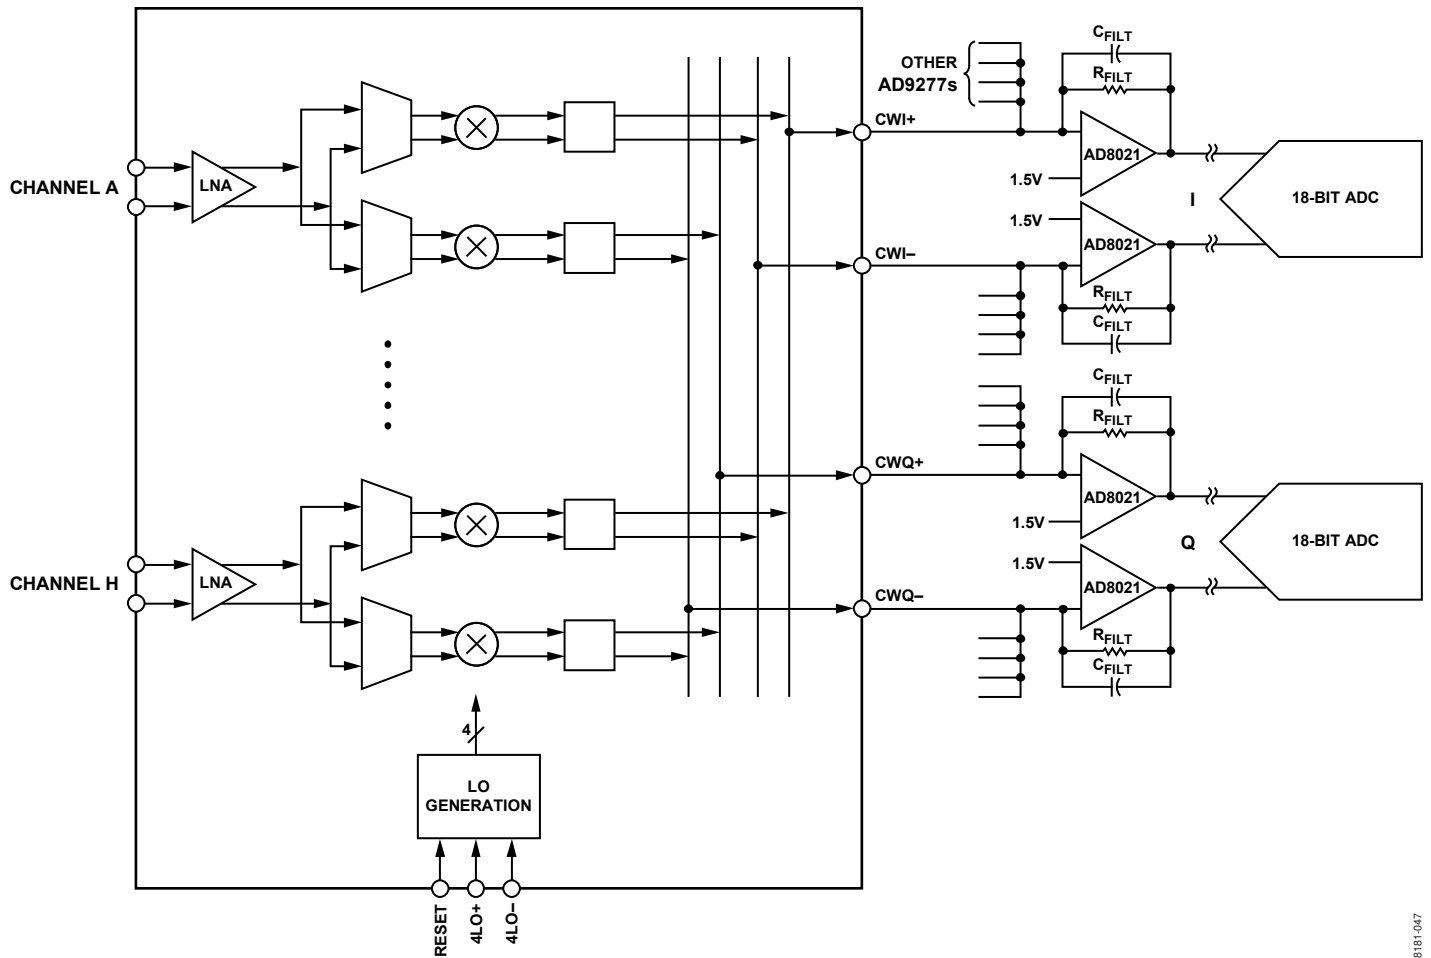 CHANNEL A
LNA
OTHER
AD9277s
CWI+
CFILT
RFILT
AD8021
1.5V
I
18-BIT ADC
1.5V
AD8021
CWI–
RFILT
CFILT
CFILT
RFILT
CWQ+
AD8021
1.5V
Q
18-BIT ADC
1.5V
AD8021
CHANNEL H
LNA
CWQ–
RFILT
CFILT
4
LO
GENERATION
RESET
4LO+
4LO–
8181-047